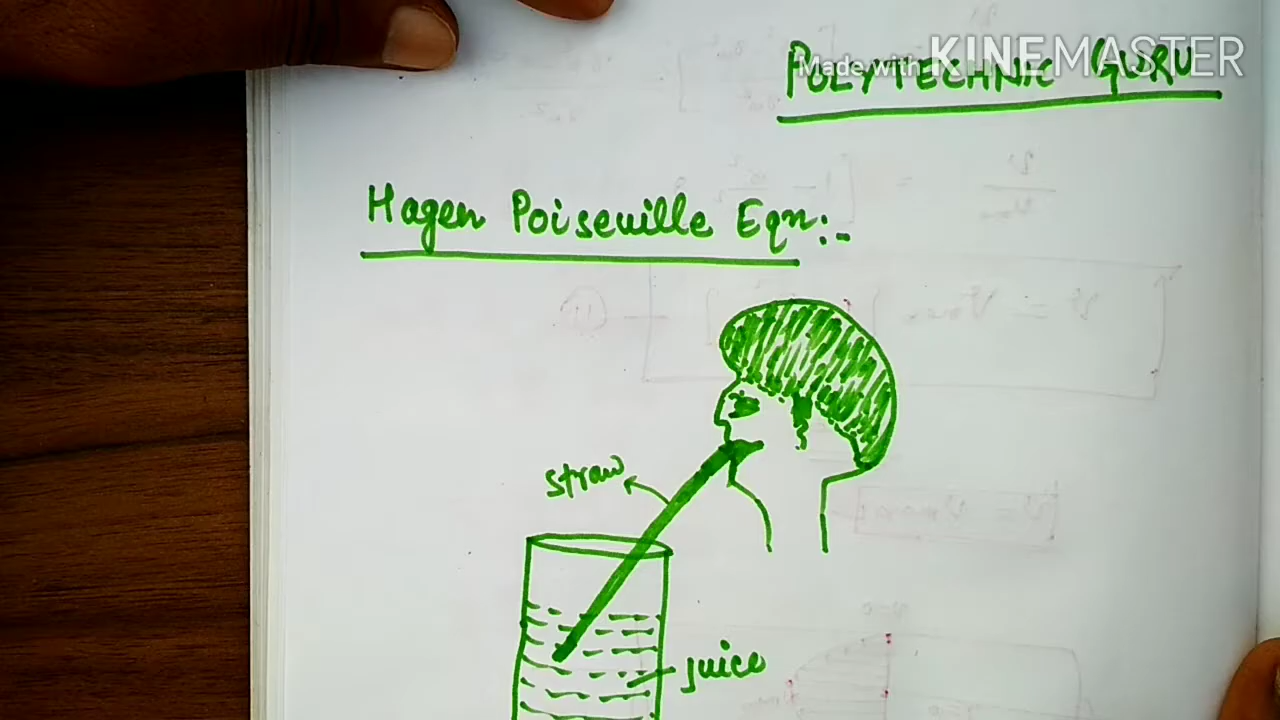 POLYTECHNIC GURU
Made with KINEMASTER
Hagen Poiseuille Eqn:-
straw
juice